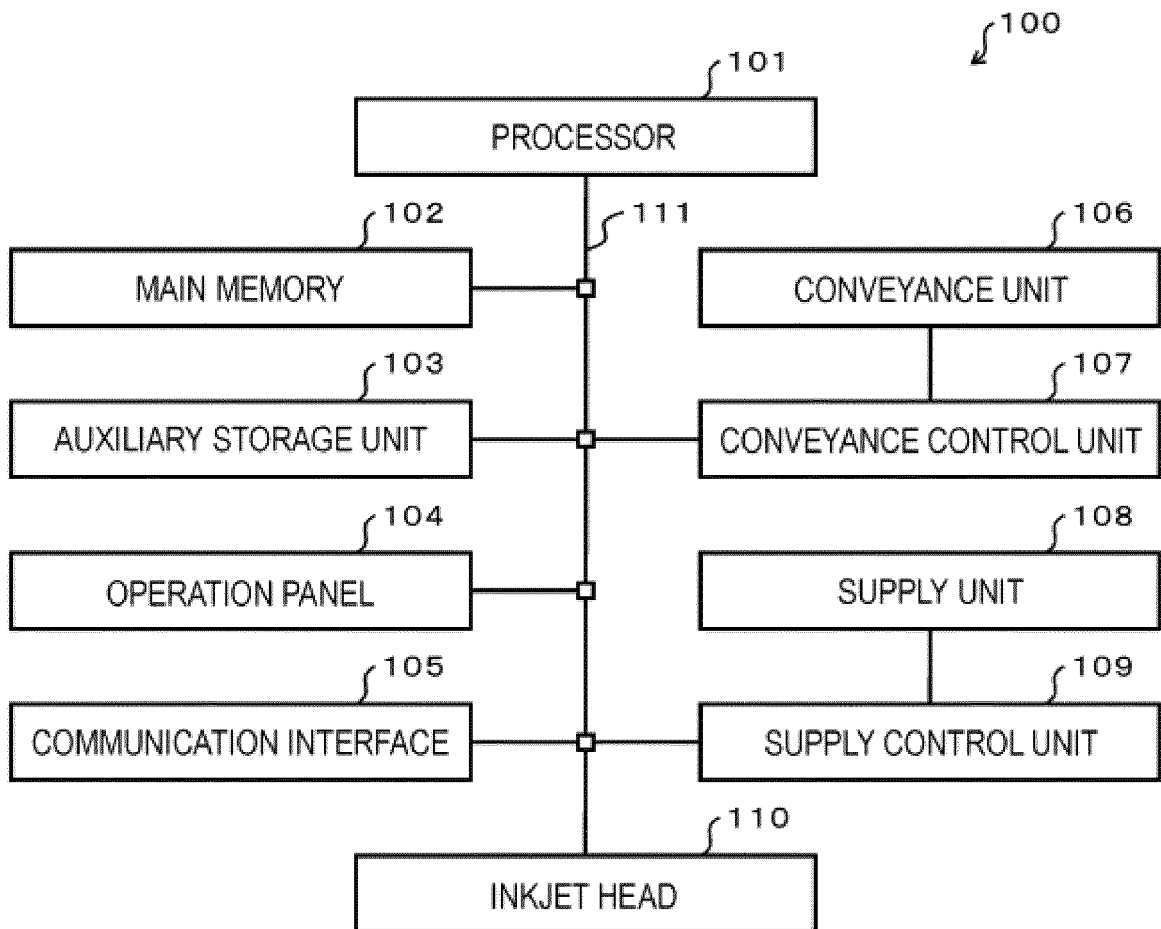 100
101
PROCESSOR
102
111
106
MAIN MEMORY
CONVEYANCE UNIT
103
107
AUXILIARY STORAGE UNIT
CONVEYANCE CONTROL UNIT
104
108
OPERATION PANEL
SUPPLY UNIT
105
109
COMMUNICATION INTERFACE
SUPPLY CONTROL UNIT
110
INKJET HEAD